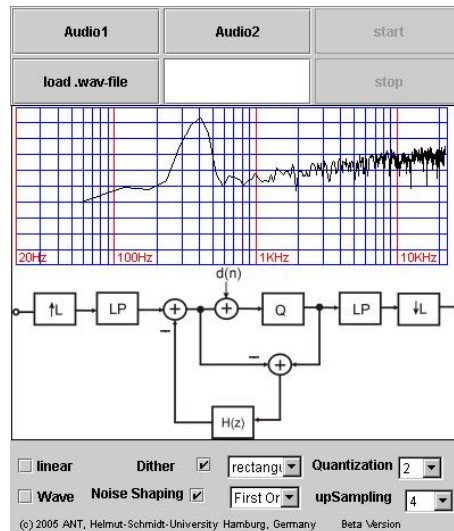 Audio1 Audio2 start
load .wav-file stop
20Hz 100Hz 1KHz 10KHz
d(n)
↑L LP + + Q LP ↓L
− − +
H(z)
linear Dither rectangu Quantization 2
Wave Noise Shaping First Or upSampling 4
(c) 2005 ANT, Helmut-Schmidt-University Hamburg, Germany Beta Version